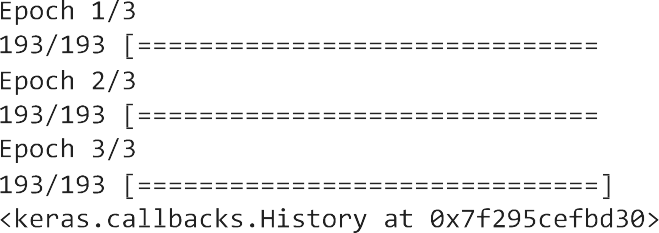 Epoch 1/3
193/193 [==============================
Epoch 2/3
193/193 [==============================
Epoch 3/3
193/193 [==============================]
<keras.callbacks.History at 0x7f295cefbd30>